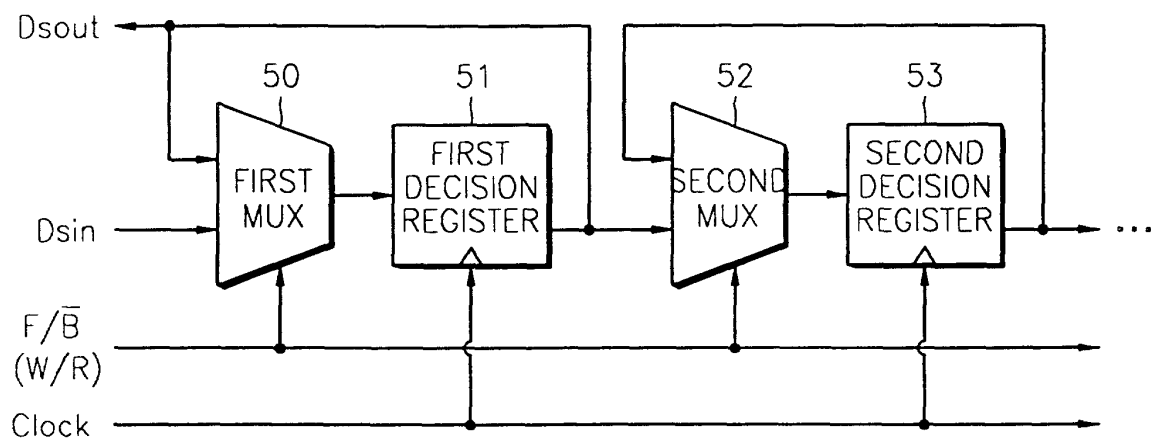 Dsout
50
51
52
53
FIRST
MUX
FIRST
DECISION
REGISTER
SECOND
MUX
SECOND
DECISION
REGISTER
Dsin
...
F/B̅
(W/R)
Clock